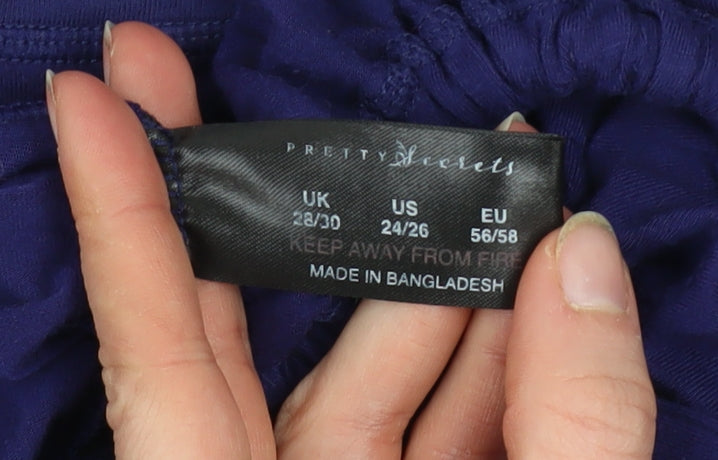 PRETTY Secrets
UK US EU
28/30 24/26 56/58
KEEP AWAY FROM FIRE
MADE IN BANGLADESH